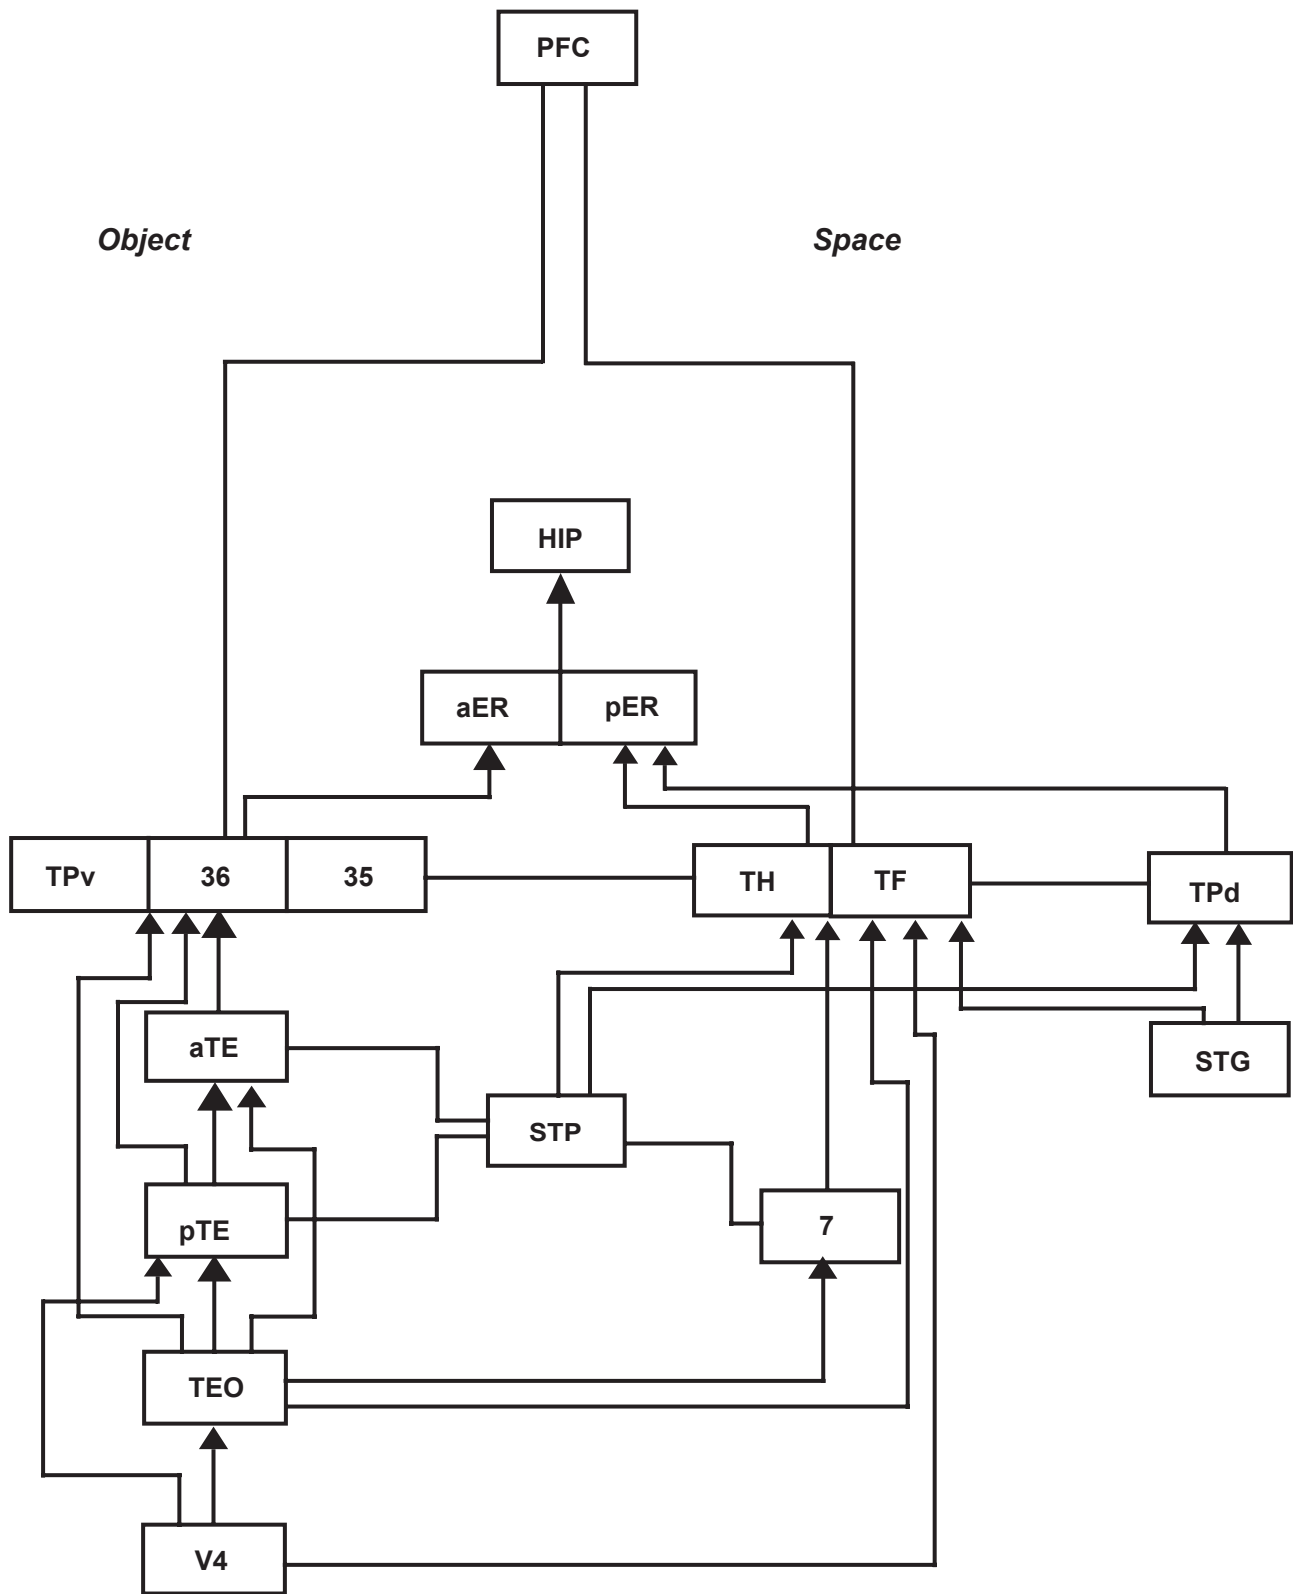 PFC
Object
Space
HIP
aER
pER
TPv
36
35
TH
TF
TPd
aTE
STG
STP
pTE
7
TEO
V4